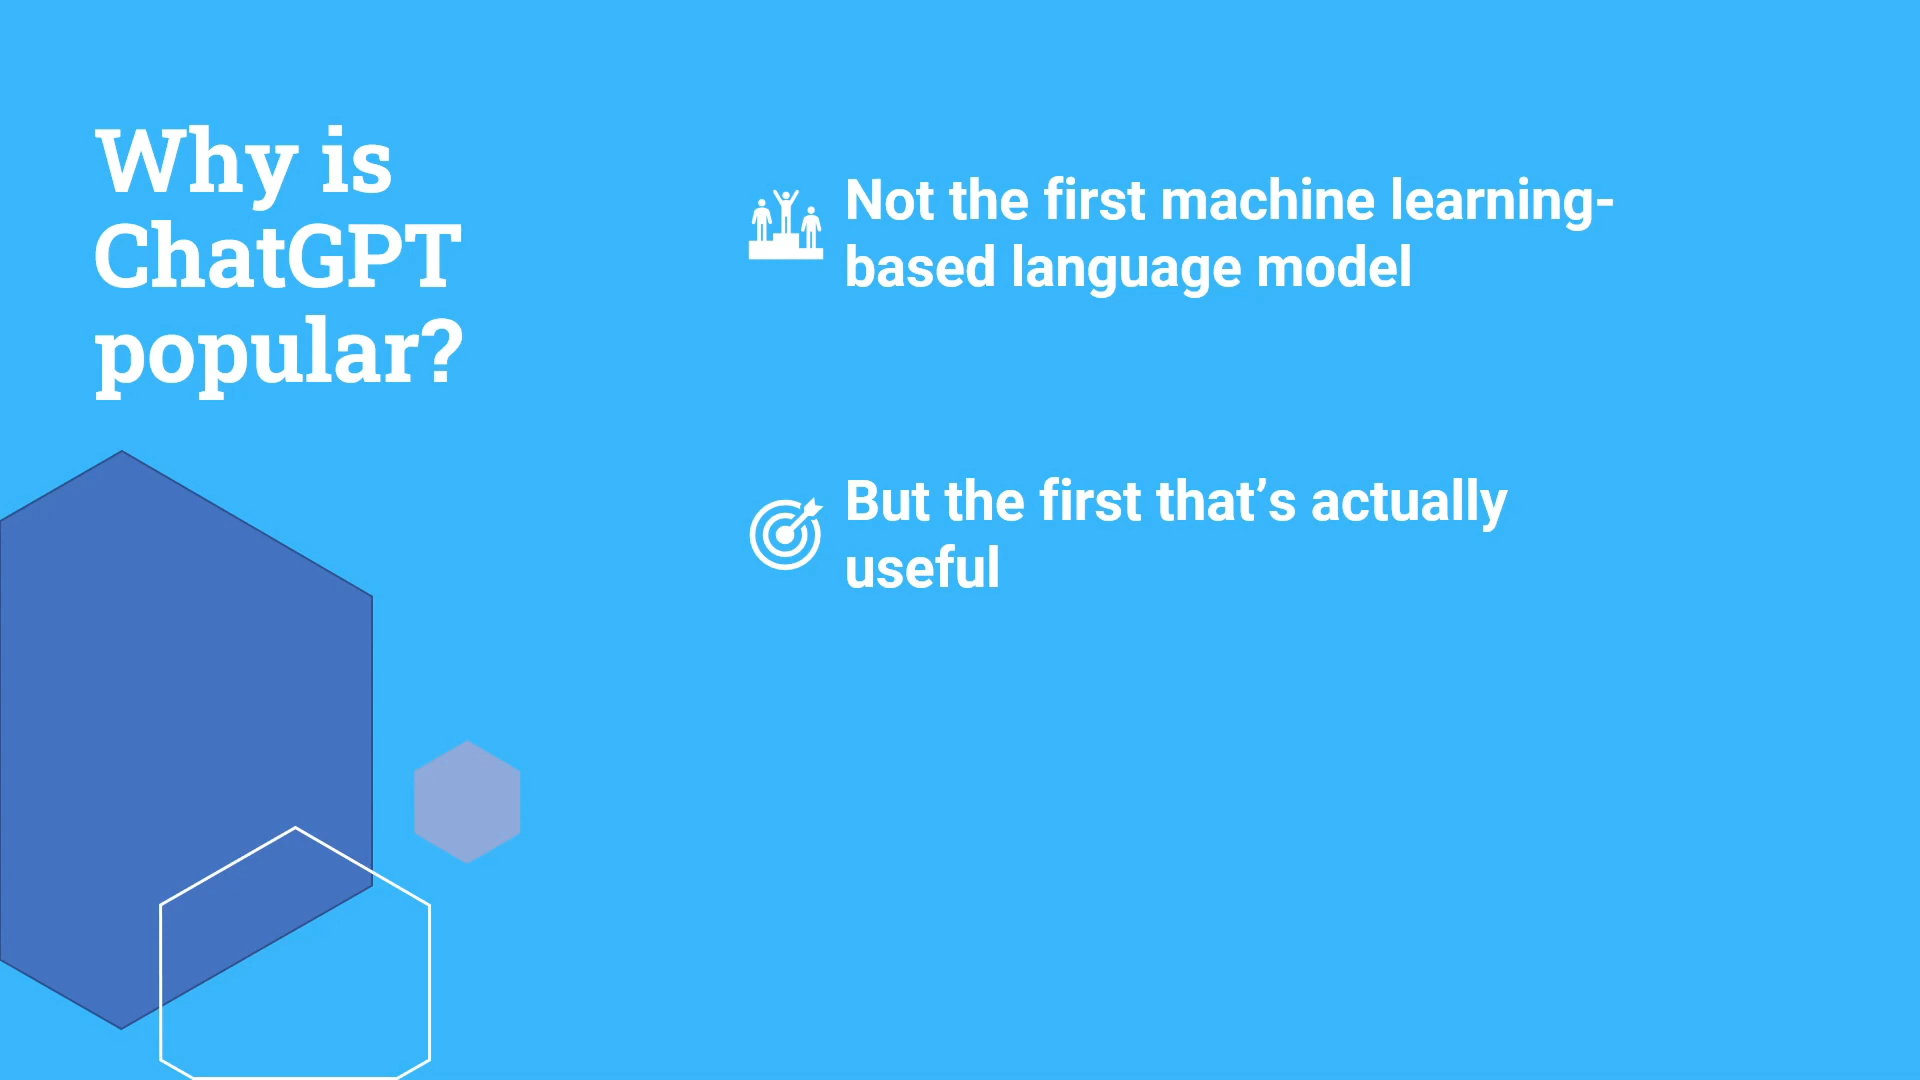 Why is
ChatGPT
popular?
Not the first machine learning-
based language model
But the first that’s actually
useful